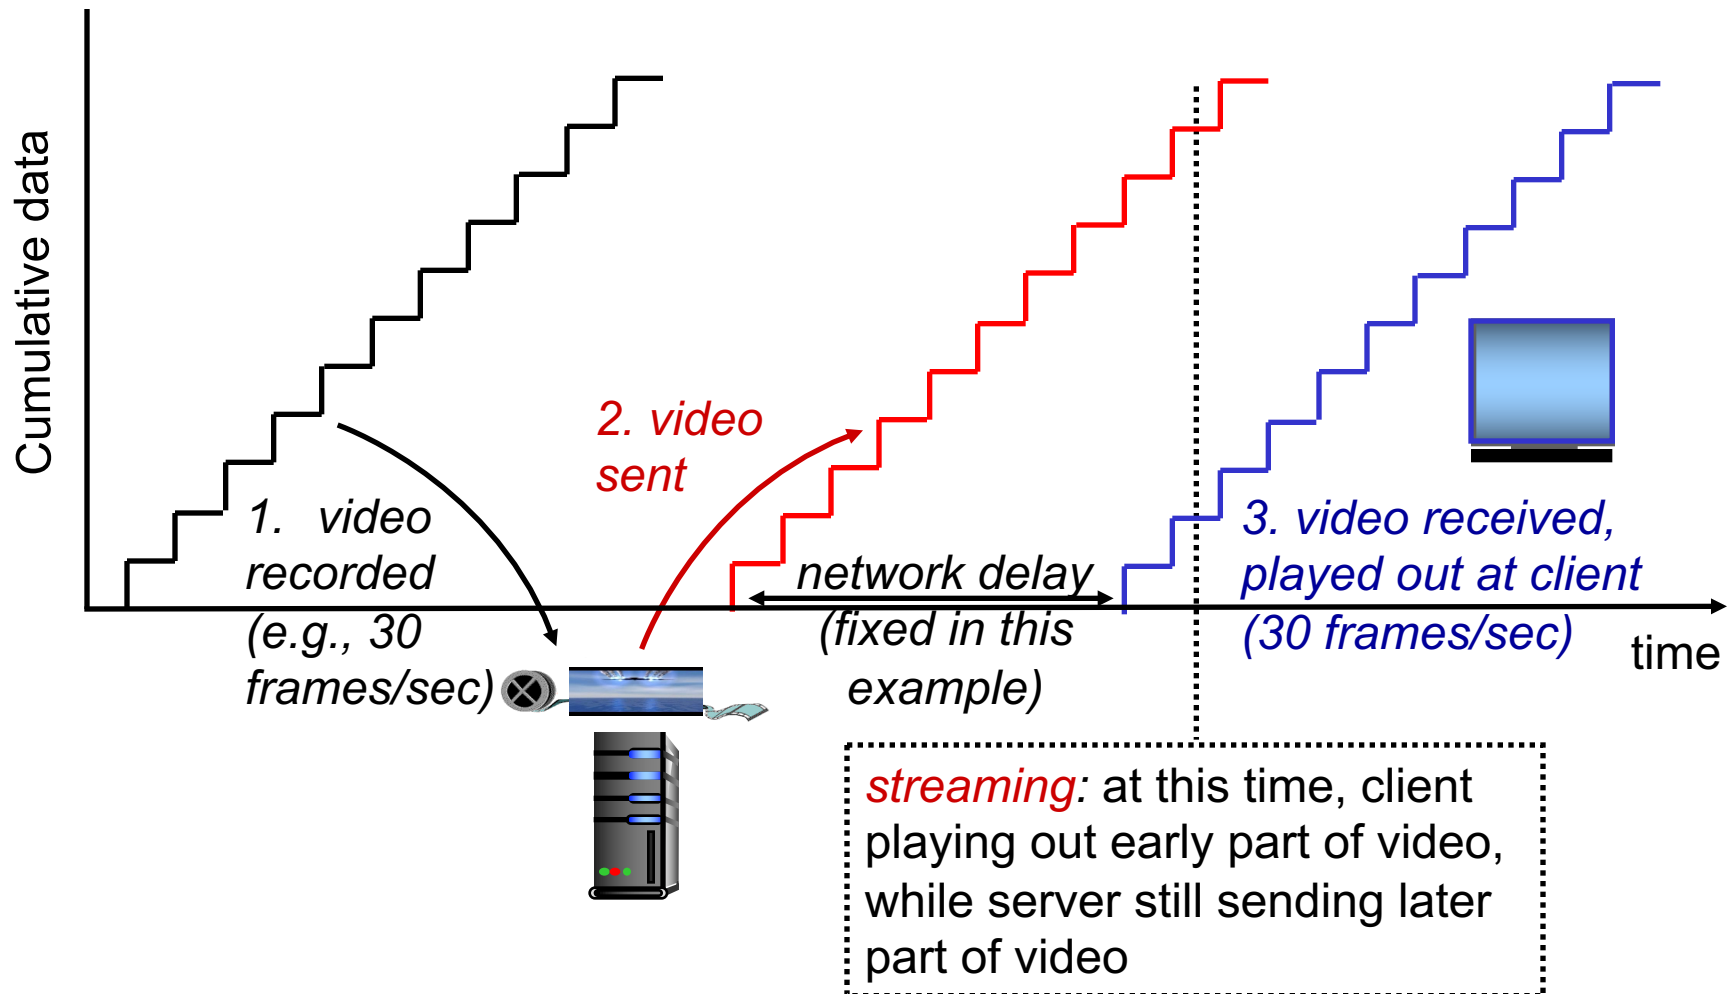 Cumulative data
1. video
recorded
(e.g., 30
frames/sec)
2. video
sent
network delay
(fixed in this
example)
3. video received,
played out at client
(30 frames/sec)
time
streaming: at this time, client
playing out early part of video,
while server still sending later
part of video